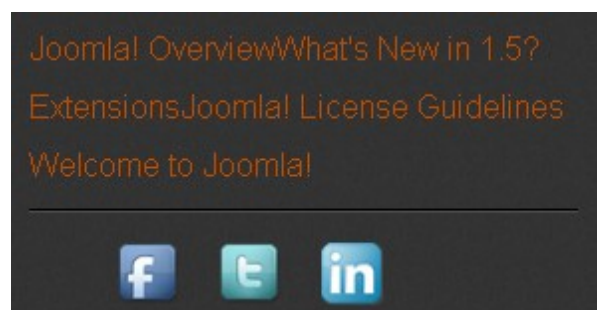 Joomla! OverviewWhat's New in 1.5?
ExtensionsJoomla! License Guidelines
Welcome to Joomla!
f t in